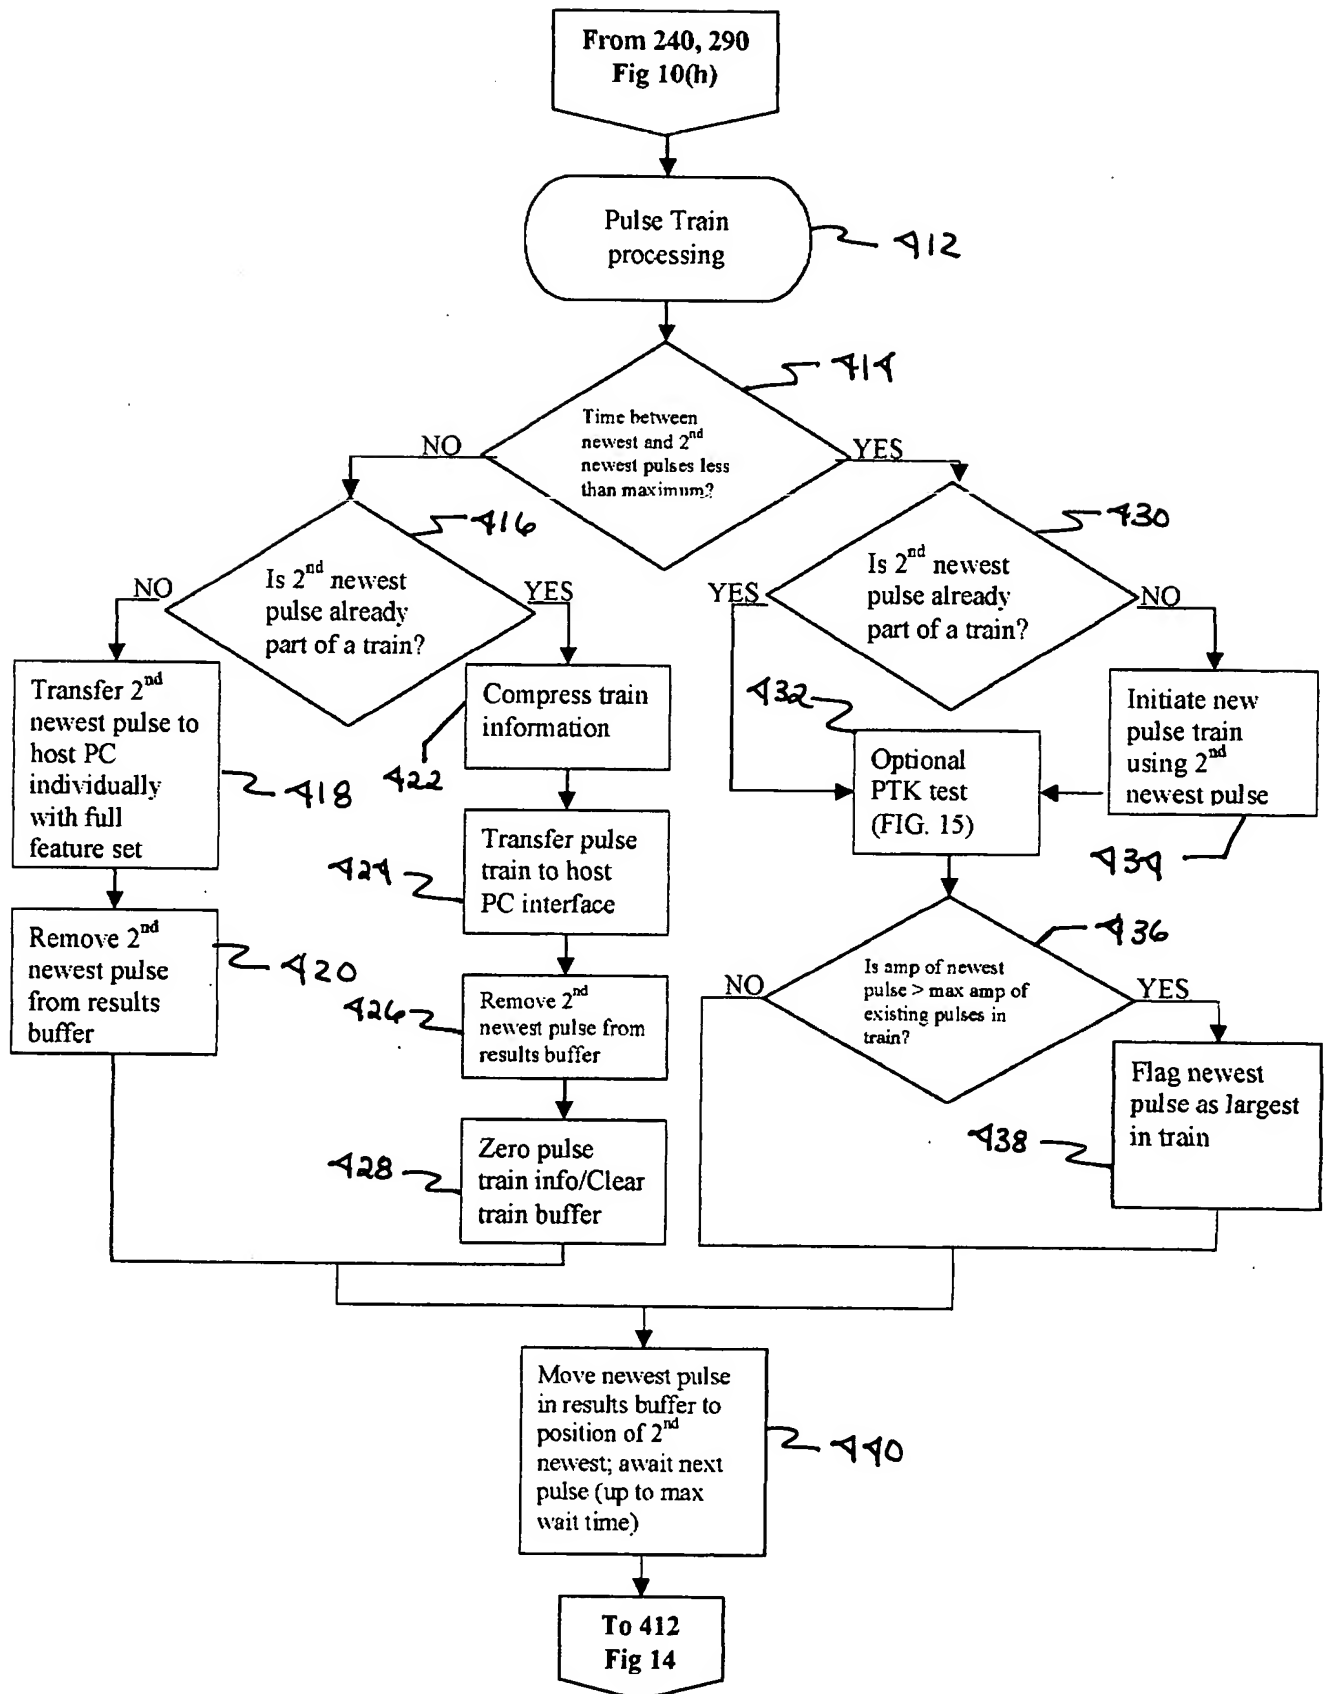 From 240, 290
Fig 10(h)
Pulse Train
processing
412
414
Time between
newest and 2nd
newest pulses less
than maximum?
NO
YES
416
430
Is 2nd newest
pulse already
part of a train?
NO
YES
Is 2nd newest
pulse already
part of a train?
YES
NO
Transfer 2nd
newest pulse to
host PC
individually
with full
feature set
418
Compress train
information
422
432
Optional
PTK test
(FIG. 15)
Initiate new
pulse train
using 2nd
newest pulse
434
Transfer pulse
train to host
PC interface
424
Remove 2nd
newest pulse
from results
buffer
420
Remove 2nd
newest pulse from
results buffer
426
436
Is amp of newest
pulse > max amp of
existing pulses in
train?
NO
YES
Flag newest
pulse as largest
in train
438
Zero pulse
train info/Clear
train buffer
428
Move newest pulse
in results buffer to
position of 2nd
newest; await next
pulse (up to max
wait time)
440
To 412
Fig 14